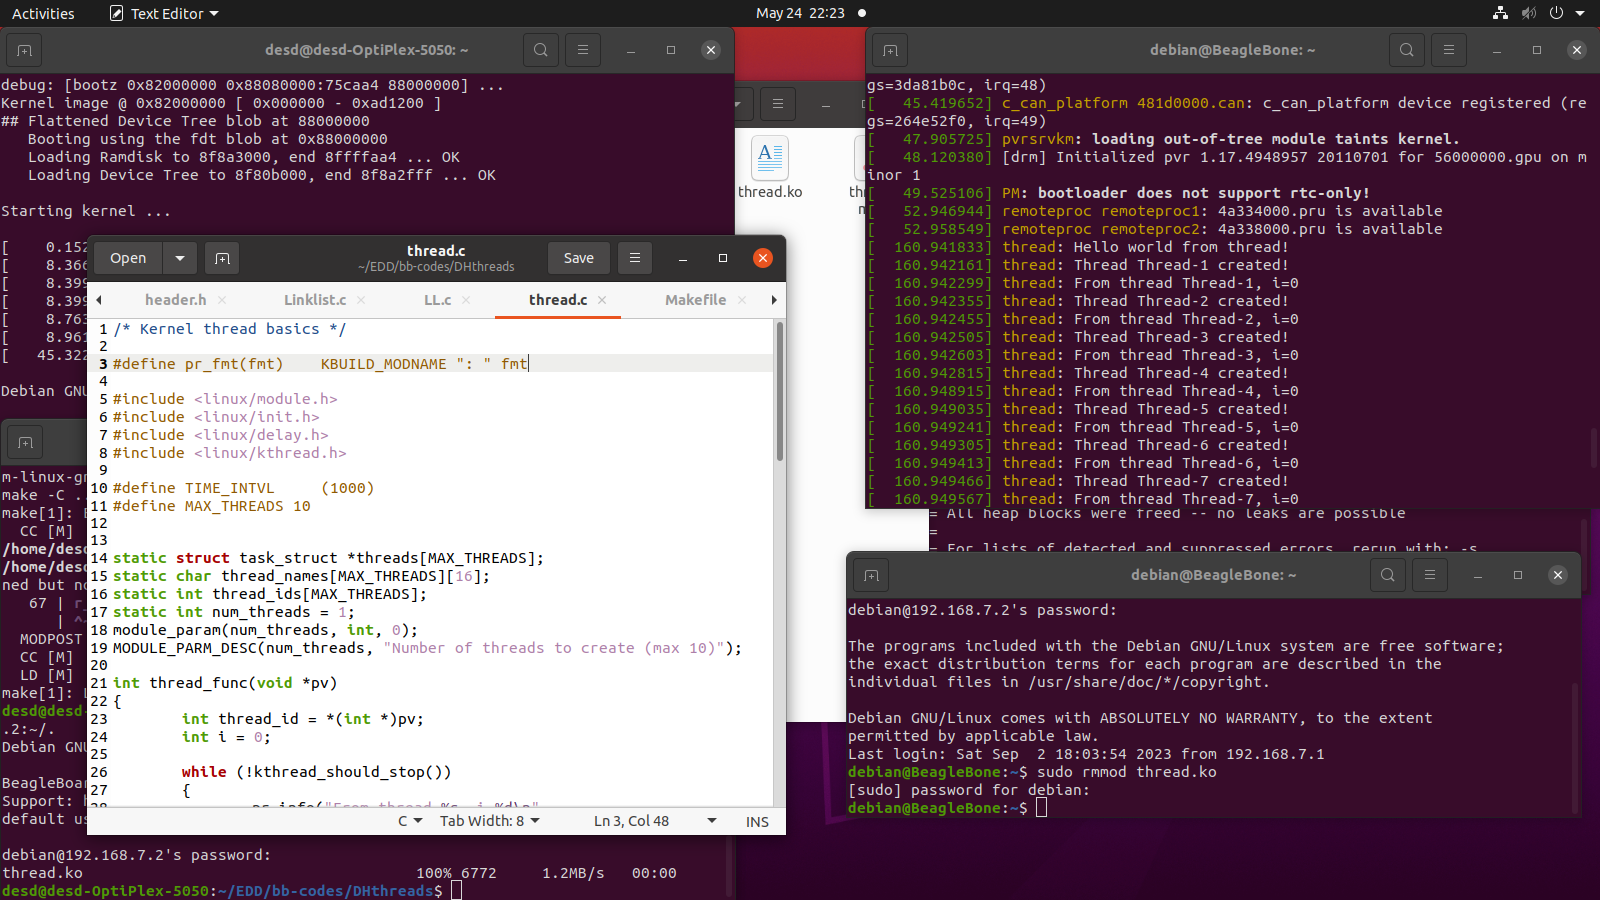 Activities
Text Editor
May 24 22:23
desd@desd-OptiPlex-5050: ~
debug: [bootz 0x82000000 0x88080000:75caa4 88000000] ...
Kernel image @ 0x82000000 [ 0x000000 - 0xad1200 ]
## Flattened Device Tree blob at 88000000
Booting using the fdt blob at 0x88000000
Loading Ramdisk to 8f8a3000, end 8ffffaa4 ... OK
Loading Device Tree to 8f80b000, end 8f8a2fff ... OK
Starting kernel ...
[ 0.152
[ 8.366
[ 8.399
[ 8.399
[ 8.763
[ 8.961
[ 45.322
Debian GNU
thread.ko
debian@BeagleBone: ~
gs=3da81b0c, irq=48)
[ 45.419652] c_can_platform 481d0000.can: c_can_platform device registered (re
gs=264e52f0, irq=49)
[ 47.905725] pvrsrvkm: loading out-of-tree module taints kernel.
[ 48.120380] [drm] Initialized pvr 1.17.4948957 20110701 for 56000000.gpu on m
inor 1
[ 49.525106] PM: bootloader does not support rtc-only!
[ 52.946944] remoteproc remoteproc1: 4a334000.pru is available
[ 52.958549] remoteproc remoteproc2: 4a338000.pru is available
[ 160.941833] thread: Hello world from thread!
[ 160.942161] thread: Thread Thread-1 created!
[ 160.942299] thread: From thread Thread-1, i=0
[ 160.942355] thread: Thread Thread-2 created!
[ 160.942455] thread: From thread Thread-2, i=0
[ 160.942505] thread: Thread Thread-3 created!
[ 160.942603] thread: From thread Thread-3, i=0
[ 160.942815] thread: Thread Thread-4 created!
[ 160.948915] thread: From thread Thread-4, i=0
[ 160.949035] thread: Thread Thread-5 created!
[ 160.949241] thread: From thread Thread-5, i=0
[ 160.949305] thread: Thread Thread-6 created!
[ 160.949413] thread: From thread Thread-6, i=0
[ 160.949466] thread: Thread Thread-7 created!
[ 160.949567] thread: From thread Thread-7, i=0
Open
thread.c
~/EDD/bb-codes/DHthreads
Save
header.h
Linklist.c
LL.c
thread.c
Makefile
1 /* Kernel thread basics */
2
3 #define pr_fmt(fmt) KBUILD_MODNAME ": " fmt
4
5 #include <linux/module.h>
6 #include <linux/init.h>
7 #include <linux/delay.h>
8 #include <linux/kthread.h>
9
10 #define TIME_INTVL (1000)
11 #define MAX_THREADS 10
12
13
14 static struct task_struct *threads[MAX_THREADS];
15 static char thread_names[MAX_THREADS][16];
16 static int thread_ids[MAX_THREADS];
17 static int num_threads = 1;
18 module_param(num_threads, int, 0);
19 MODULE_PARM_DESC(num_threads, "Number of threads to create (max 10)");
20
21 int thread_func(void *pv)
22 {
23 int thread_id = *(int *)pv;
24 int i = 0;
25
26 while (!kthread_should_stop())
27 {
28 pr_info("From thread %s, i=%d\n",
C
Tab Width: 8
Ln 3, Col 48
INS
m-linux-gn
make -C ..
make[1]:
CC [M]
/home/desd
/home/desd
ned but no
67 | r
| ^
MODPOST
CC [M]
LD [M]
make[1]:
desd@desd-
.2:~/.
Debian GNU
BeagleBoar
Support:
default us
debian@192.168.7.2's password:
thread.ko 100% 6772 1.2MB/s 00:00
desd@desd-OptiPlex-5050:~/EDD/bb-codes/DHthreads$
= All heap blocks were freed -- no leaks are possible
=
= For lists of detected and suppressed errors, rerun with: -s
debian@BeagleBone: ~
debian@192.168.7.2's password:
The programs included with the Debian GNU/Linux system are free software;
the exact distribution terms for each program are described in the
individual files in /usr/share/doc/*/copyright.
Debian GNU/Linux comes with ABSOLUTELY NO WARRANTY, to the extent
permitted by applicable law.
Last login: Sat Sep 2 18:03:54 2023 from 192.168.7.1
debian@BeagleBone:~$ sudo rmmod thread.ko
[sudo] password for debian:
debian@BeagleBone:~$